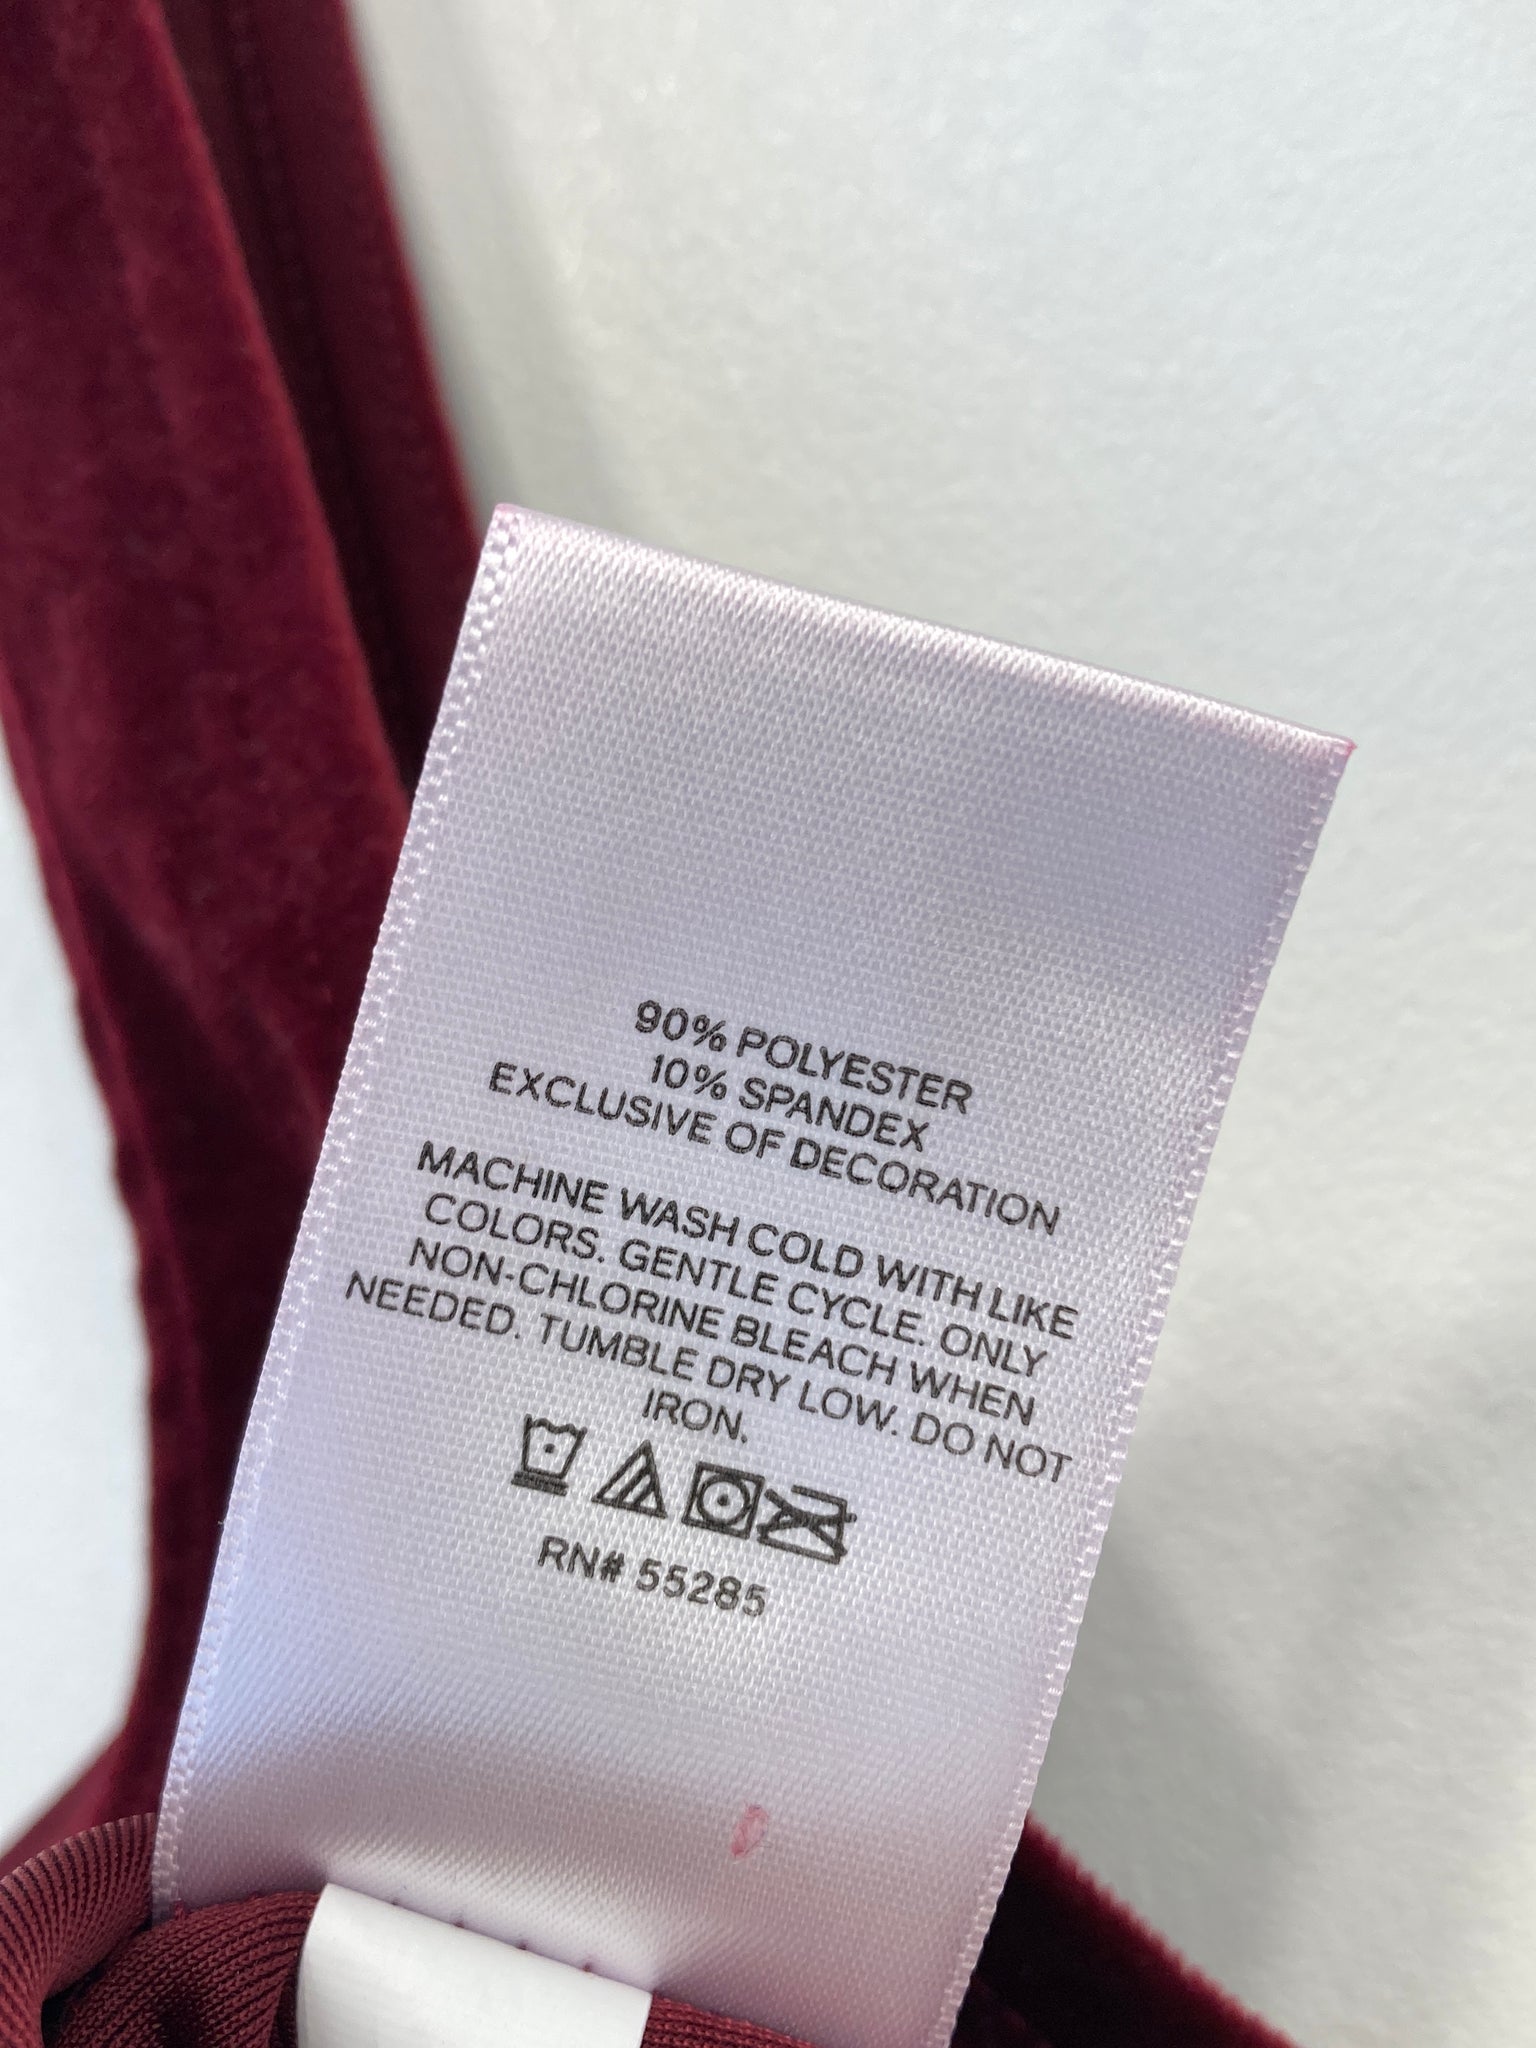 90% POLYESTER
10% SPANDEX
EXCLUSIVE OF DECORATION
MACHINE WASH COLD WITH LIKE
COLORS. GENTLE CYCLE. ONLY
NON-CHLORINE BLEACH WHEN
NEEDED. TUMBLE DRY LOW. DO NOT
IRON.
RN# 55285